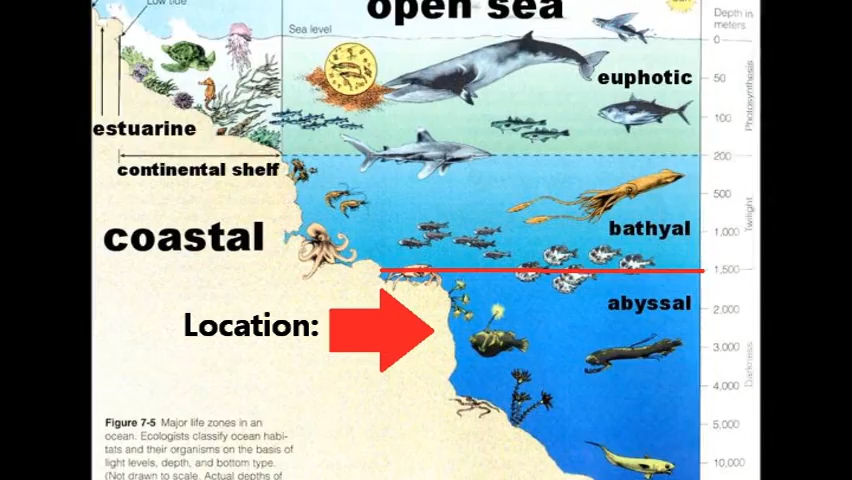 Low tide
open sea
Sun
Depth in
meters
Sea level
0
euphotic
50
Photosynthesis
100
estuarine
continental shelf
200
500
Twilight
coastal
bathyal
1,000
1,500
abyssal
2,000
Location:
3,000
Darkness
4,000
5,000
10,000
Figure 7-5 Major life zones in an
ocean. Ecologists classify ocean habi-
tats and their organisms on the basis of
light levels, depth, and bottom type.
(Not drawn to scale. Actual depths of